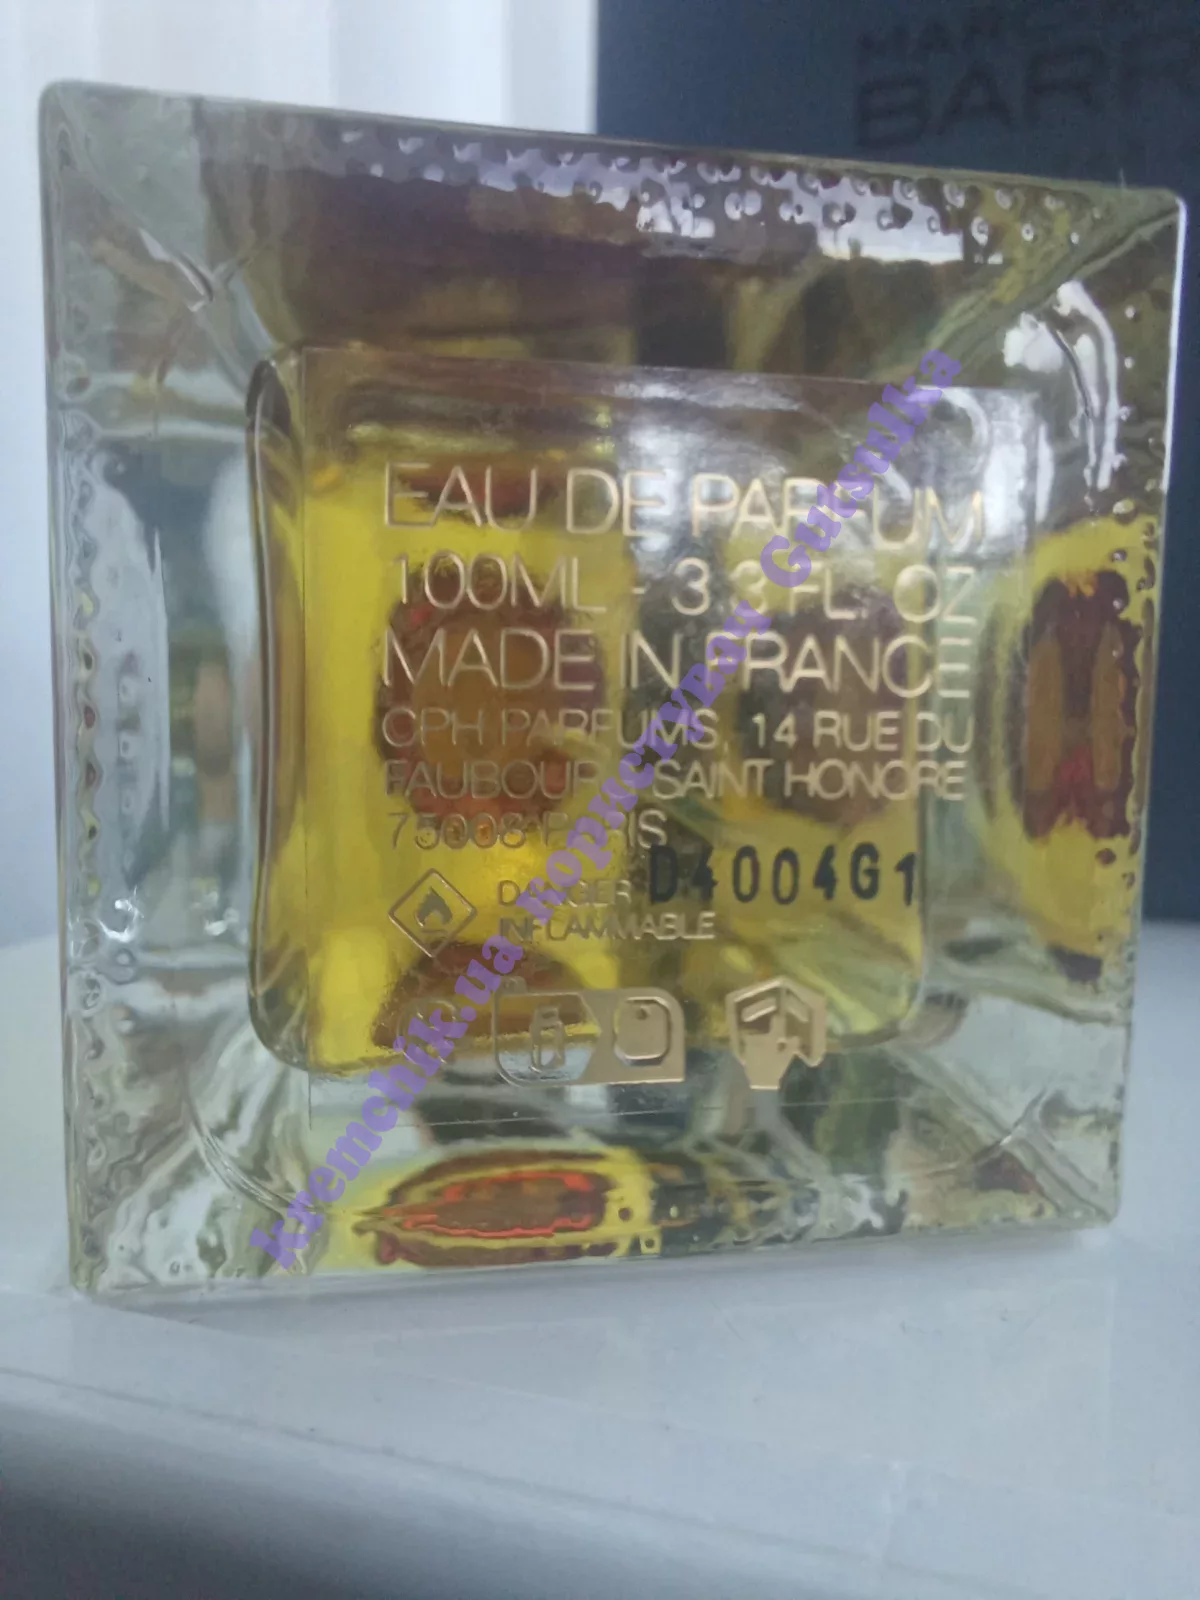 BARR
EAU DE PARFUM
100ML - 3.3 FL. OZ
MADE IN FRANCE
CPH PARFUMS, 14 RUE DU
FAUBOURG SAINT HONORE
75008 PARIS
DANGER
INFLAMMABLE
D4004G1
kremchik.ua користувач Gutsulka